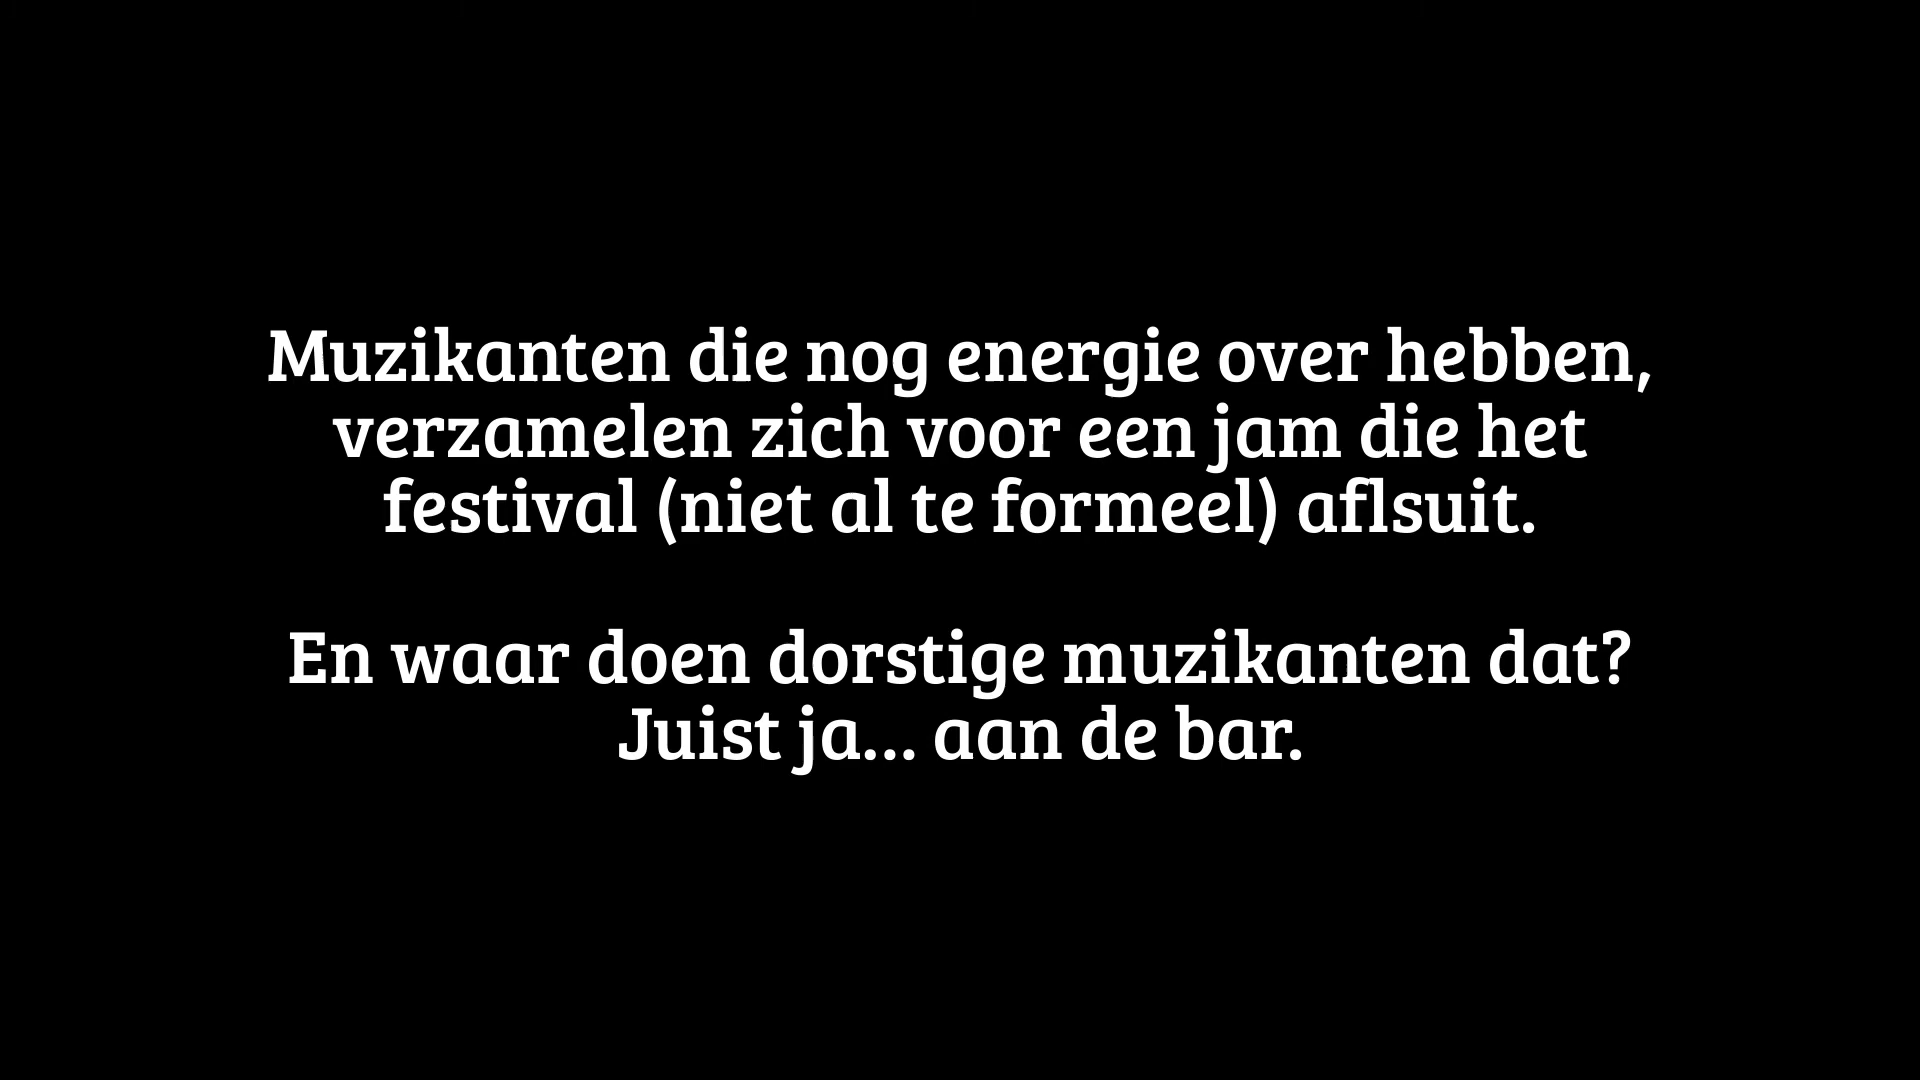 Muzikanten die nog energie over hebben,
verzamelen zich voor een jam die het
festival (niet al te formeel) aflsuit.
En waar doen dorstige muzikanten dat?
Juist ja... aan de bar.